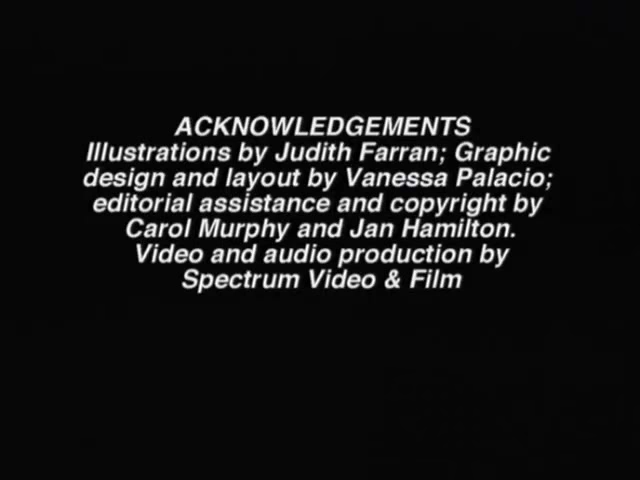 ACKNOWLEDGEMENTS
Illustrations by Judith Farran; Graphic
design and layout by Vanessa Palacio;
editorial assistance and copyright by
Carol Murphy and Jan Hamilton.
Video and audio production by
Spectrum Video & Film